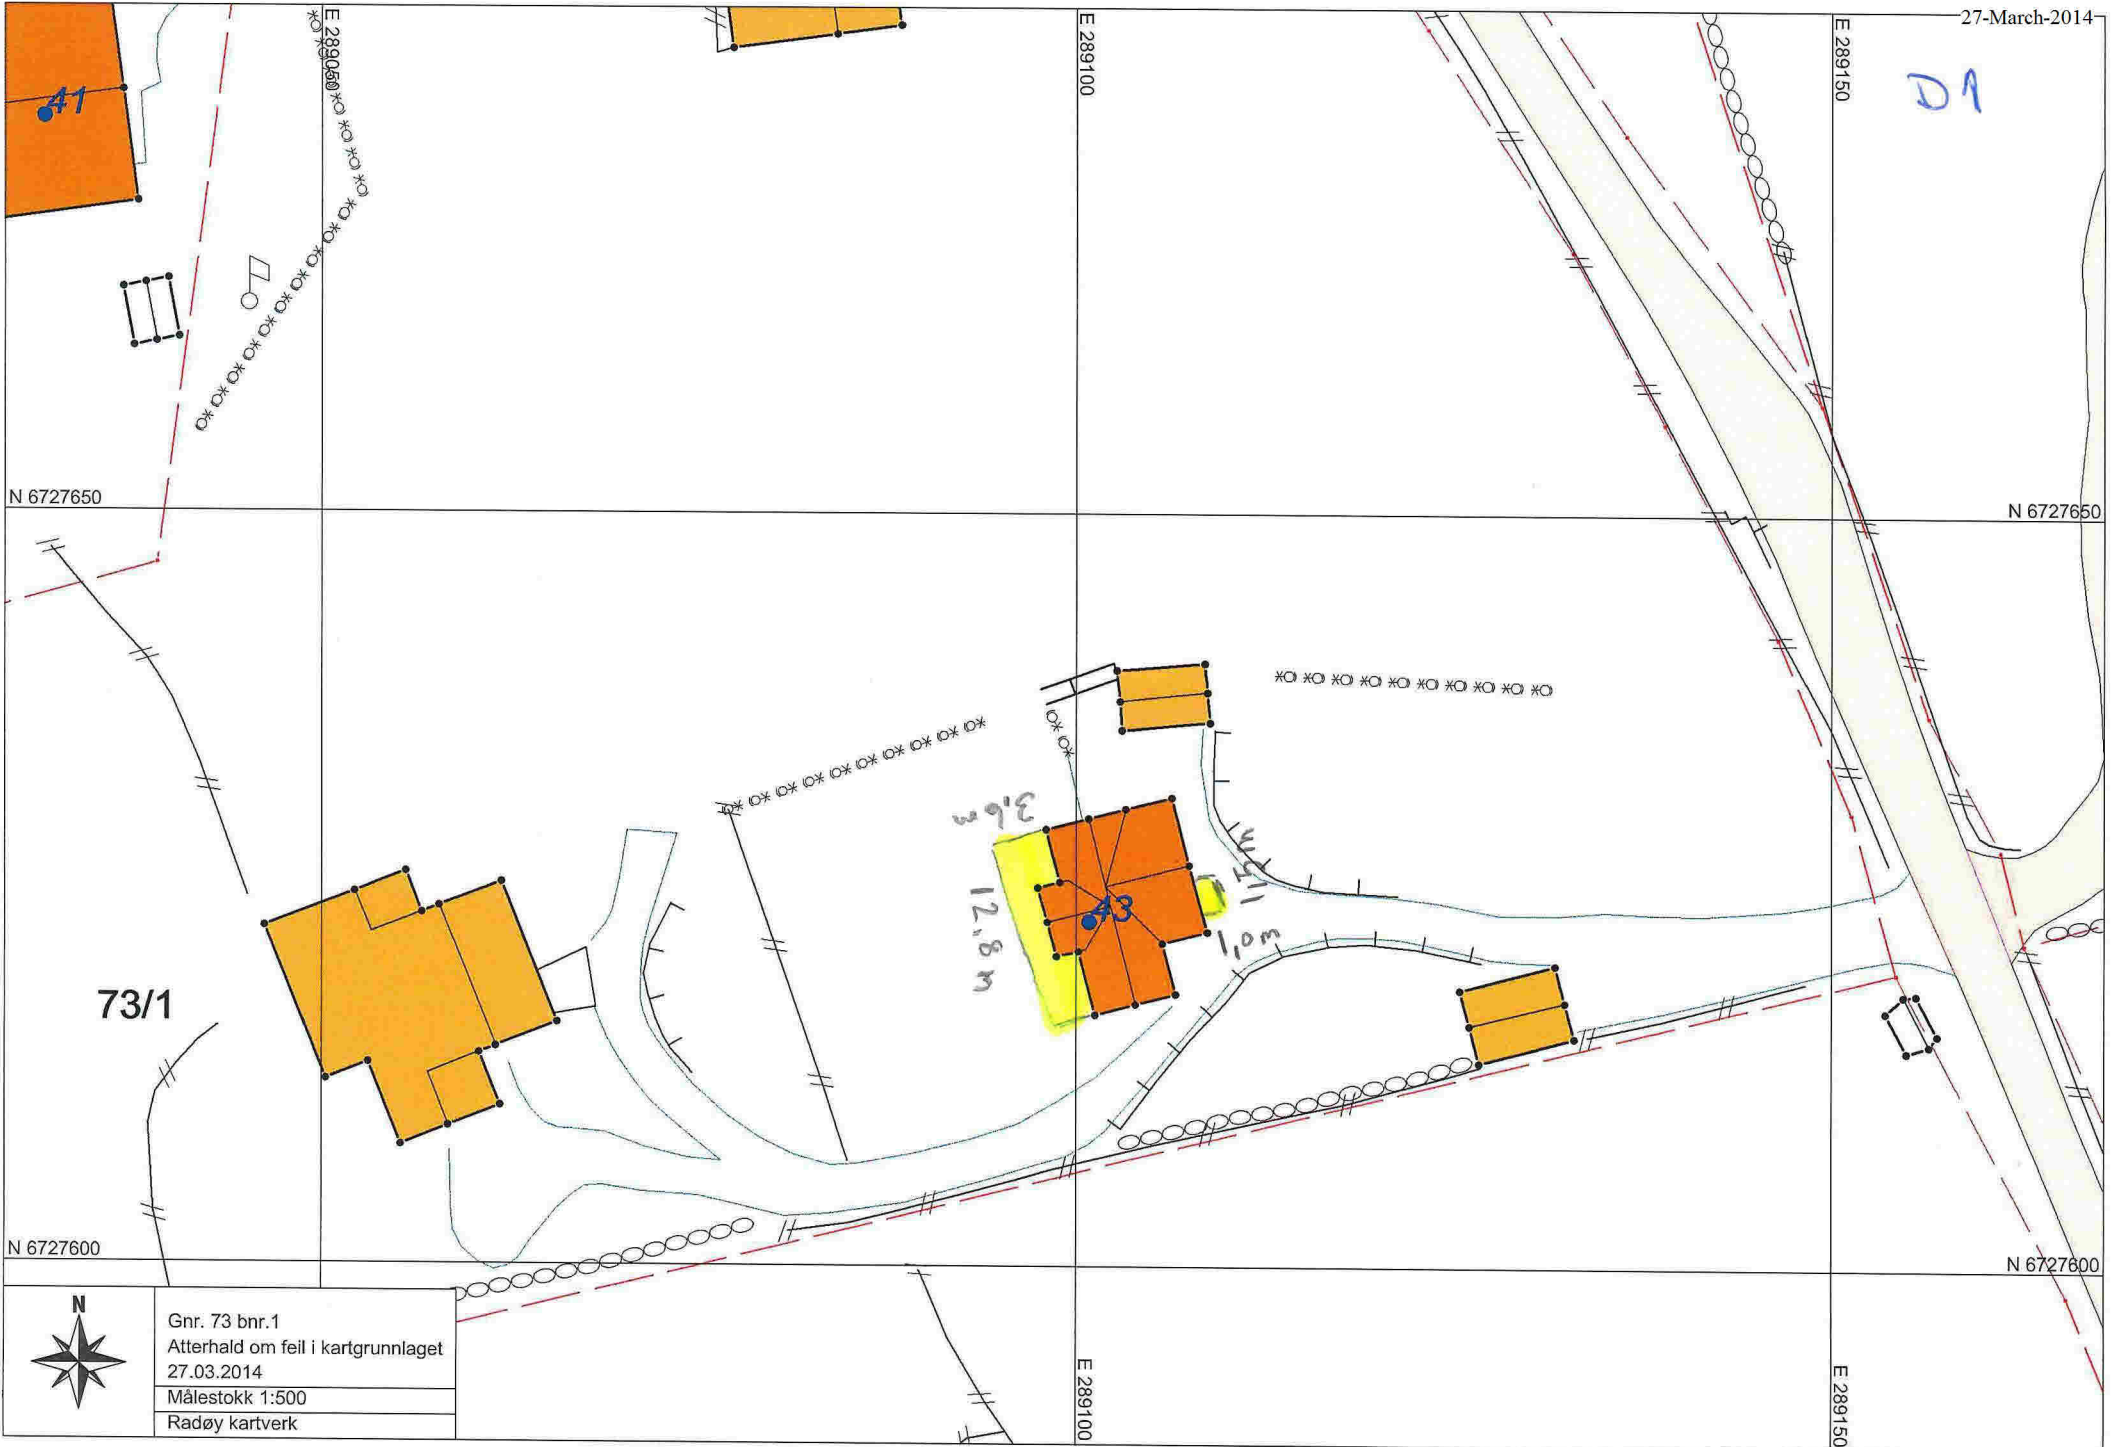 27-March-2014
E 289050
E 289100
E 289150
D1
41
N 6727650
N 6727650
3,6 m
12.8 m
43
1,5 m
1,0 m
73/1
N 6727600
N 6727600
N
Gnr. 73 bnr.1
Atterhald om feil i kartgrunnlaget
27.03.2014
Målestokk 1:500
Radøy kartverk
E 289100
E 289150